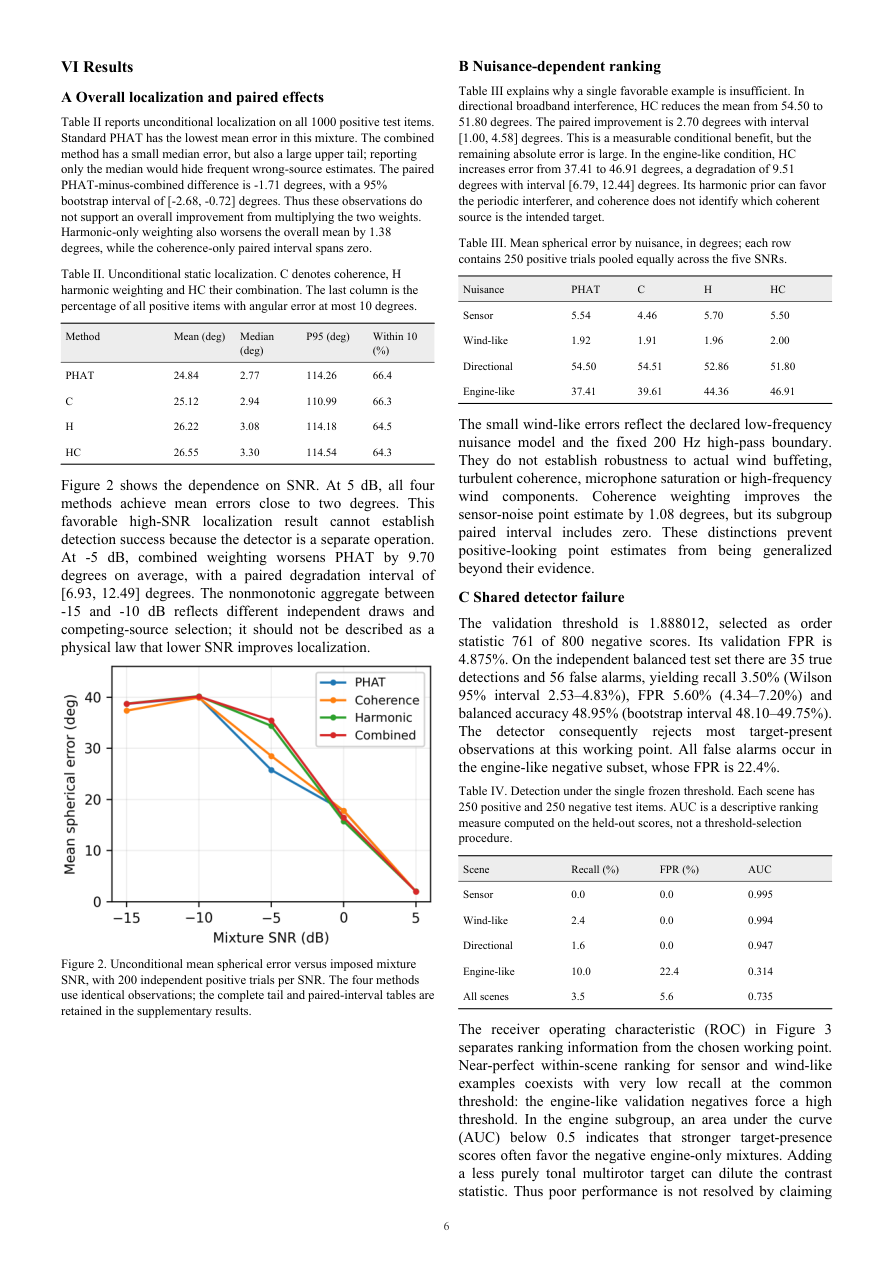 VI Results
A Overall localization and paired effects
Table II reports unconditional localization on all 1000 positive test items.
Standard PHAT has the lowest mean error in this mixture. The combined
method has a small median error, but also a large upper tail; reporting
only the median would hide frequent wrong-source estimates. The paired
PHAT-minus-combined difference is -1.71 degrees, with a 95%
bootstrap interval of [-2.68, -0.72] degrees. Thus these observations do
not support an overall improvement from multiplying the two weights.
Harmonic-only weighting also worsens the overall mean by 1.38
degrees, while the coherence-only paired interval spans zero.
Table II. Unconditional static localization. C denotes coherence, H
harmonic weighting and HC their combination. The last column is the
percentage of all positive items with angular error at most 10 degrees.
Method Mean (deg) Median (deg) P95 (deg) Within 10 (%)
PHAT 24.84 2.77 114.26 66.4
C 25.12 2.94 110.99 66.3
H 26.22 3.08 114.18 64.5
HC 26.55 3.30 114.54 64.3
Figure 2 shows the dependence on SNR. At 5 dB, all four
methods achieve mean errors close to two degrees. This
favorable high-SNR localization result cannot establish
detection success because the detector is a separate operation.
At -5 dB, combined weighting worsens PHAT by 9.70
degrees on average, with a paired degradation interval of
[6.93, 12.49] degrees. The nonmonotonic aggregate between
-15 and -10 dB reflects different independent draws and
competing-source selection; it should not be described as a
physical law that lower SNR improves localization.
Mean spherical error (deg)
40
30
20
10
0
PHAT
Coherence
Harmonic
Combined
−15 −10 −5 0 5
Mixture SNR (dB)
Figure 2. Unconditional mean spherical error versus imposed mixture
SNR, with 200 independent positive trials per SNR. The four methods
use identical observations; the complete tail and paired-interval tables are
retained in the supplementary results.
B Nuisance-dependent ranking
Table III explains why a single favorable example is insufficient. In
directional broadband interference, HC reduces the mean from 54.50 to
51.80 degrees. The paired improvement is 2.70 degrees with interval
[1.00, 4.58] degrees. This is a measurable conditional benefit, but the
remaining absolute error is large. In the engine-like condition, HC
increases error from 37.41 to 46.91 degrees, a degradation of 9.51
degrees with interval [6.79, 12.44] degrees. Its harmonic prior can favor
the periodic interferer, and coherence does not identify which coherent
source is the intended target.
Table III. Mean spherical error by nuisance, in degrees; each row
contains 250 positive trials pooled equally across the five SNRs.
Nuisance PHAT C H HC
Sensor 5.54 4.46 5.70 5.50
Wind-like 1.92 1.91 1.96 2.00
Directional 54.50 54.51 52.86 51.80
Engine-like 37.41 39.61 44.36 46.91
The small wind-like errors reflect the declared low-frequency
nuisance model and the fixed 200 Hz high-pass boundary.
They do not establish robustness to actual wind buffeting,
turbulent coherence, microphone saturation or high-frequency
wind components. Coherence weighting improves the
sensor-noise point estimate by 1.08 degrees, but its subgroup
paired interval includes zero. These distinctions prevent
positive-looking point estimates from being generalized
beyond their evidence.
C Shared detector failure
The validation threshold is 1.888012, selected as order
statistic 761 of 800 negative scores. Its validation FPR is
4.875%. On the independent balanced test set there are 35 true
detections and 56 false alarms, yielding recall 3.50% (Wilson
95% interval 2.53–4.83%), FPR 5.60% (4.34–7.20%) and
balanced accuracy 48.95% (bootstrap interval 48.10–49.75%).
The detector consequently rejects most target-present
observations at this working point. All false alarms occur in
the engine-like negative subset, whose FPR is 22.4%.
Table IV. Detection under the single frozen threshold. Each scene has
250 positive and 250 negative test items. AUC is a descriptive ranking
measure computed on the held-out scores, not a threshold-selection
procedure.
Scene Recall (%) FPR (%) AUC
Sensor 0.0 0.0 0.995
Wind-like 2.4 0.0 0.994
Directional 1.6 0.0 0.947
Engine-like 10.0 22.4 0.314
All scenes 3.5 5.6 0.735
The receiver operating characteristic (ROC) in Figure 3
separates ranking information from the chosen working point.
Near-perfect within-scene ranking for sensor and wind-like
examples coexists with very low recall at the common
threshold: the engine-like validation negatives force a high
threshold. In the engine subgroup, an area under the curve
(AUC) below 0.5 indicates that stronger target-presence
scores often favor the negative engine-only mixtures. Adding
a less purely tonal multirotor target can dilute the contrast
statistic. Thus poor performance is not resolved by claiming
6